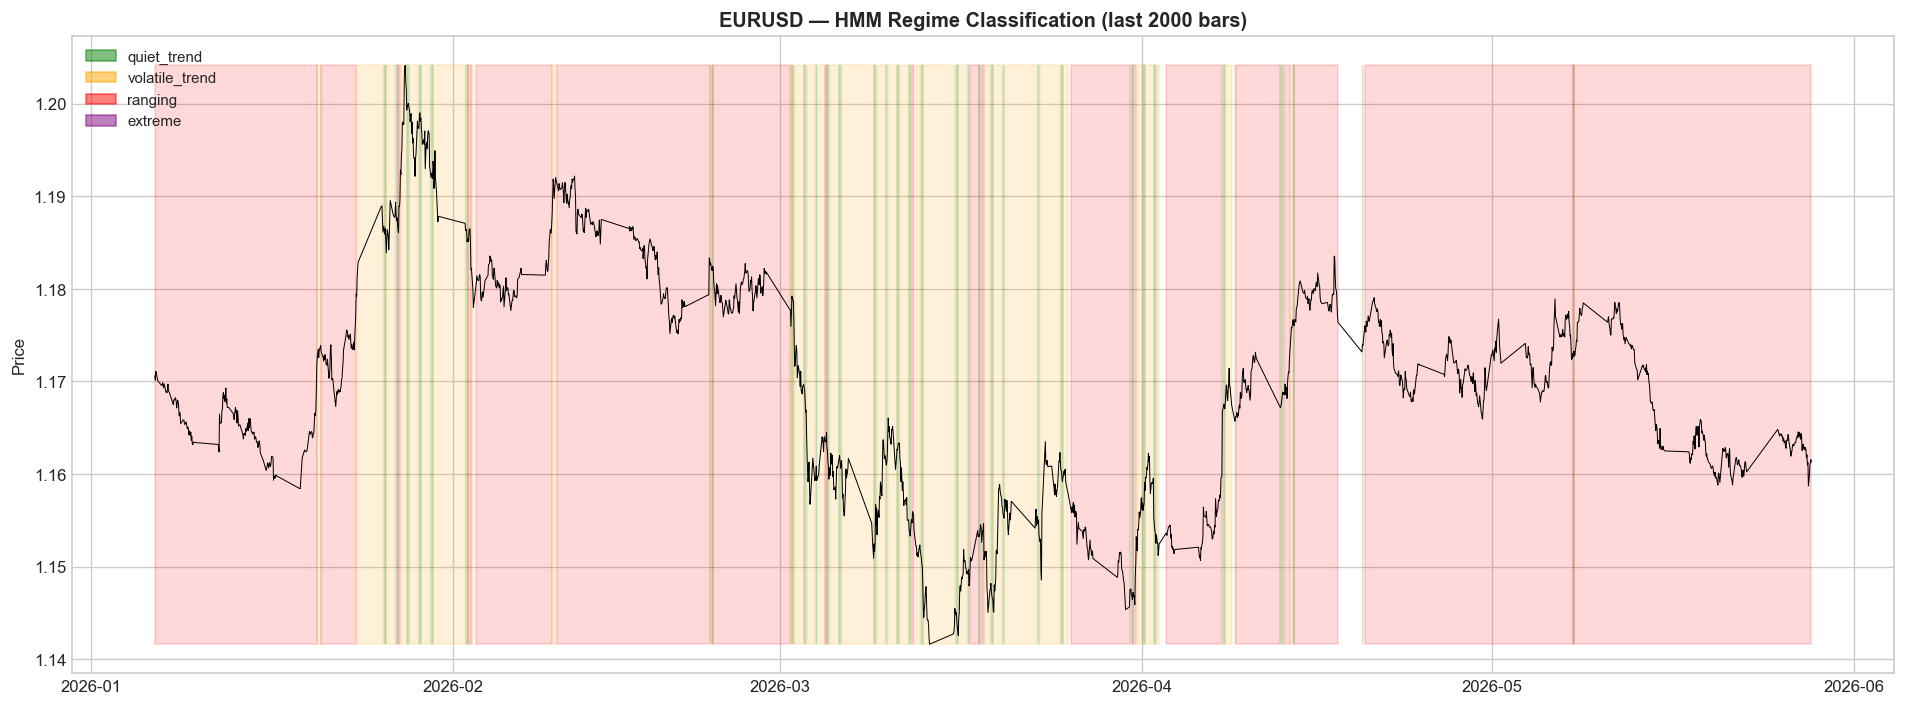 EURUSD — HMM Regime Classification (last 2000 bars)
quiet_trend
volatile_trend
ranging
extreme
1.20
1.19
1.18
1.17
1.16
1.15
1.14
Price
2026-01
2026-02
2026-03
2026-04
2026-05
2026-06